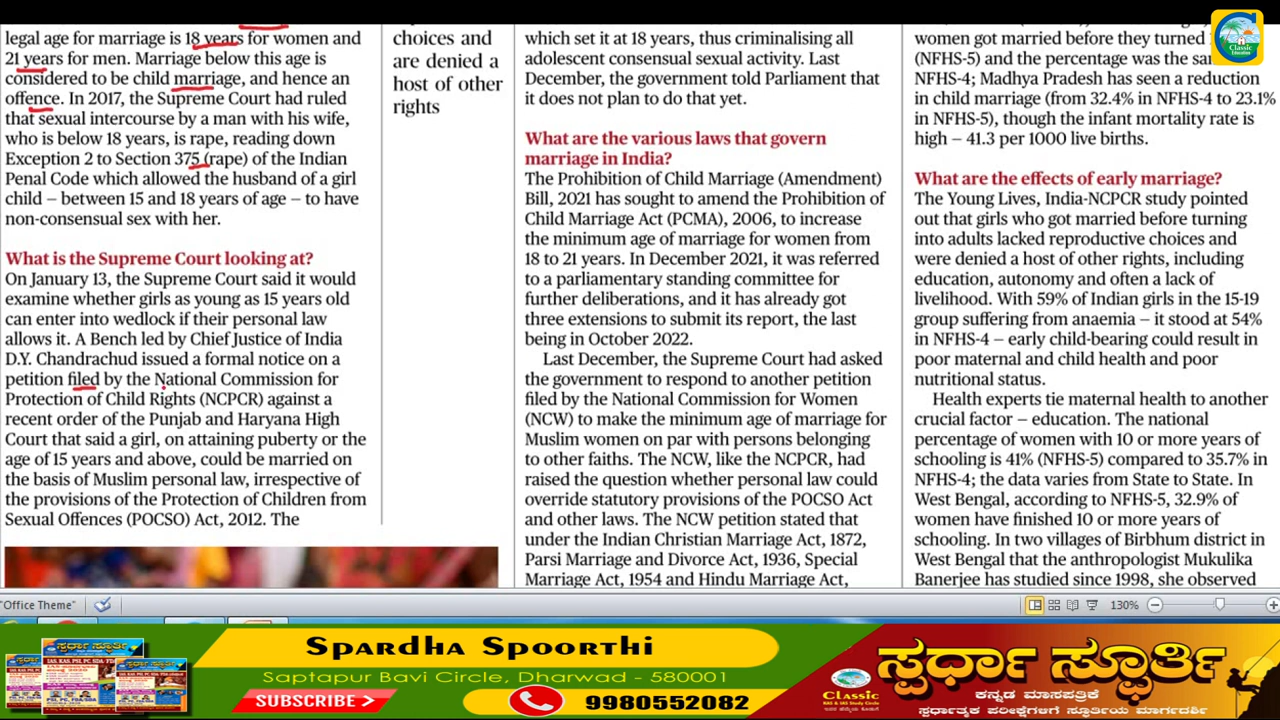 legal age for marriage is 18 years for women and
21 years for men. Marriage below this age is
considered to be child marriage, and hence an
offence. In 2017, the Supreme Court had ruled
that sexual intercourse by a man with his wife,
who is below 18 years, is rape, reading down
Exception 2 to Section 375 (rape) of the Indian
Penal Code which allowed the husband of a girl
child – between 15 and 18 years of age – to have
non-consensual sex with her.
What is the Supreme Court looking at?
On January 13, the Supreme Court said it would
examine whether girls as young as 15 years old
can enter into wedlock if their personal law
allows it. A Bench led by Chief Justice of India
D.Y. Chandrachud issued a formal notice on a
petition filed by the National Commission for
Protection of Child Rights (NCPCR) against a
recent order of the Punjab and Haryana High
Court that said a girl, on attaining puberty or the
age of 15 years and above, could be married on
the basis of Muslim personal law, irrespective of
the provisions of the Protection of Children from
Sexual Offences (POCSO) Act, 2012. The
choices and
are denied a
host of other
rights
which set it at 18 years, thus criminalising all
adolescent consensual sexual activity. Last
December, the government told Parliament that
it does not plan to do that yet.
What are the various laws that govern
marriage in India?
The Prohibition of Child Marriage (Amendment)
Bill, 2021 has sought to amend the Prohibition of
Child Marriage Act (PCMA), 2006, to increase
the minimum age of marriage for women from
18 to 21 years. In December 2021, it was referred
to a parliamentary standing committee for
further deliberations, and it has already got
three extensions to submit its report, the last
being in October 2022.
Last December, the Supreme Court had asked
the government to respond to another petition
filed by the National Commission for Women
(NCW) to make the minimum age of marriage for
Muslim women on par with persons belonging
to other faiths. The NCW, like the NCPCR, had
raised the question whether personal law could
override statutory provisions of the POCSO Act
and other laws. The NCW petition stated that
under the Indian Christian Marriage Act, 1872,
Parsi Marriage and Divorce Act, 1936, Special
Marriage Act, 1954 and Hindu Marriage Act,
women got married before they turned
(NFHS-5) and the percentage was the
NFHS-4; Madhya Pradesh has seen a reduction
in child marriage (from 32.4% in NFHS-4 to 23.1%
in NFHS-5), though the infant mortality rate is
high – 41.3 per 1000 live births.
What are the effects of early marriage?
The Young Lives, India-NCPCR study pointed
out that girls who got married before turning
into adults lacked reproductive choices and
were denied a host of other rights, including
education, autonomy and often a lack of
livelihood. With 59% of Indian girls in the 15-19
group suffering from anaemia – it stood at 54%
in NFHS-4 – early child-bearing could result in
poor maternal and child health and poor
nutritional status.
Health experts tie maternal health to another
crucial factor – education. The national
percentage of women with 10 or more years of
schooling is 41% (NFHS-5) compared to 35.7% in
NFHS-4; the data varies from State to State. In
West Bengal, according to NFHS-5, 32.9% of
women have finished 10 or more years of
schooling. In two villages of Birbhum district in
West Bengal that the anthropologist Mukulika
Banerjee has studied since 1998, she observed
Classic
Education
"Office Theme"
130%
Spardha Spoorthi
Saptapur Bavi Circle, Dharwad - 580001
SUBSCRIBE
9980552082
Classic
KAS & IAS Study Circle
ಸ್ಪರ್ಧಾ ಸ್ಫೂರ್ತಿ
ಕನ್ನಡ ಮಾಸಪತ್ರಿಕೆ
ಸ್ಪರ್ಧಾತ್ಮಕ ಪರೀಕ್ಷೆಗಳಿಗೆ ಸ್ಫೂರ್ತಿಯ ಮಾರ್ಗದರ್ಶಿ